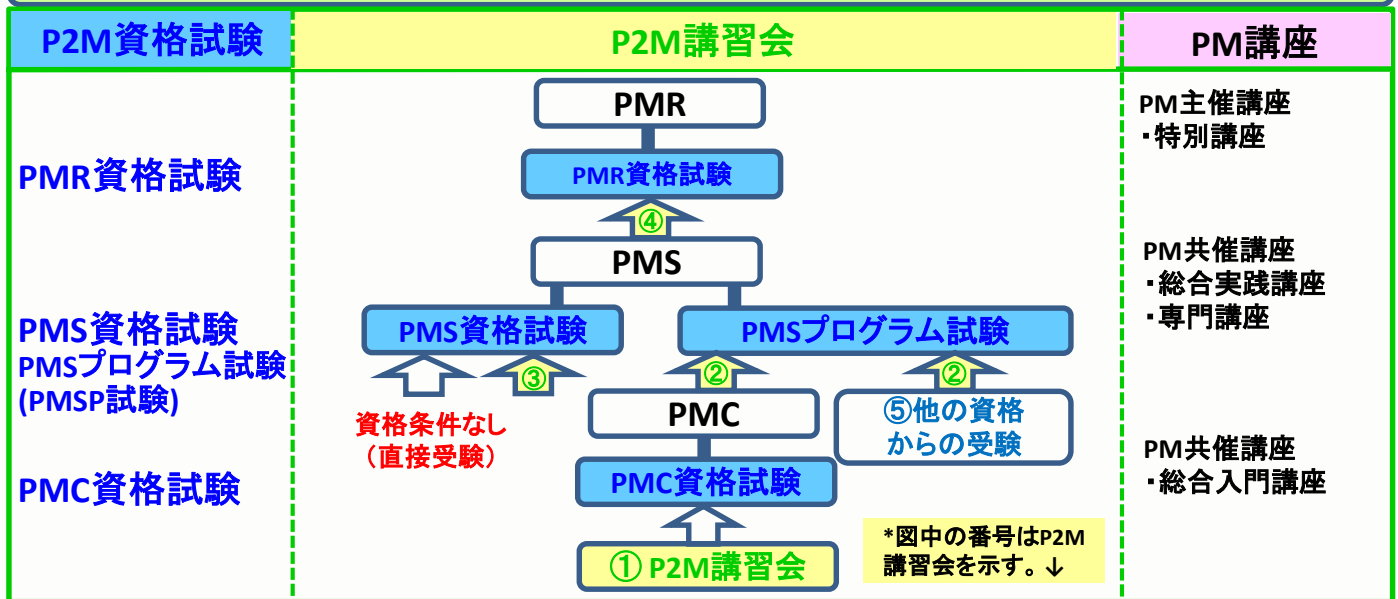 P2M資格試験
P2M講習会
PM講座
PMR
PMR資格試験
④
PMS
PMS資格試験
PMSプログラム試験
③
②
②
資格条件なし
（直接受験）
PMC
⑤他の資格
からの受験
PMC資格試験
① P2M講習会
*図中の番号はP2M
講習会を示す。↓
PMR資格試験
PMS資格試験
PMSプログラム試験
(PMSP試験)
PMC資格試験
PM主催講座
・特別講座
PM共催講座
・総合実践講座
・専門講座
PM共催講座
・総合入門講座